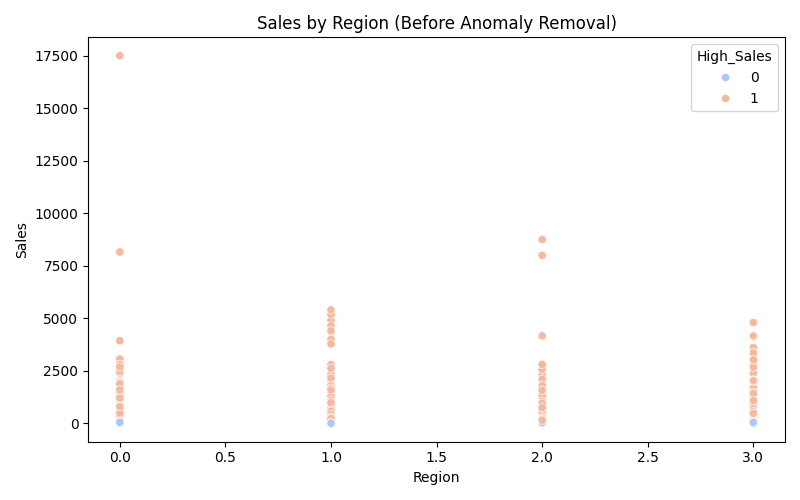 Sales by Region (Before Anomaly Removal)
High_Sales
0
1
17500
15000
12500
10000
7500
5000
2500
0
Sales
0.0 0.5 1.0 1.5 2.0 2.5 3.0
Region